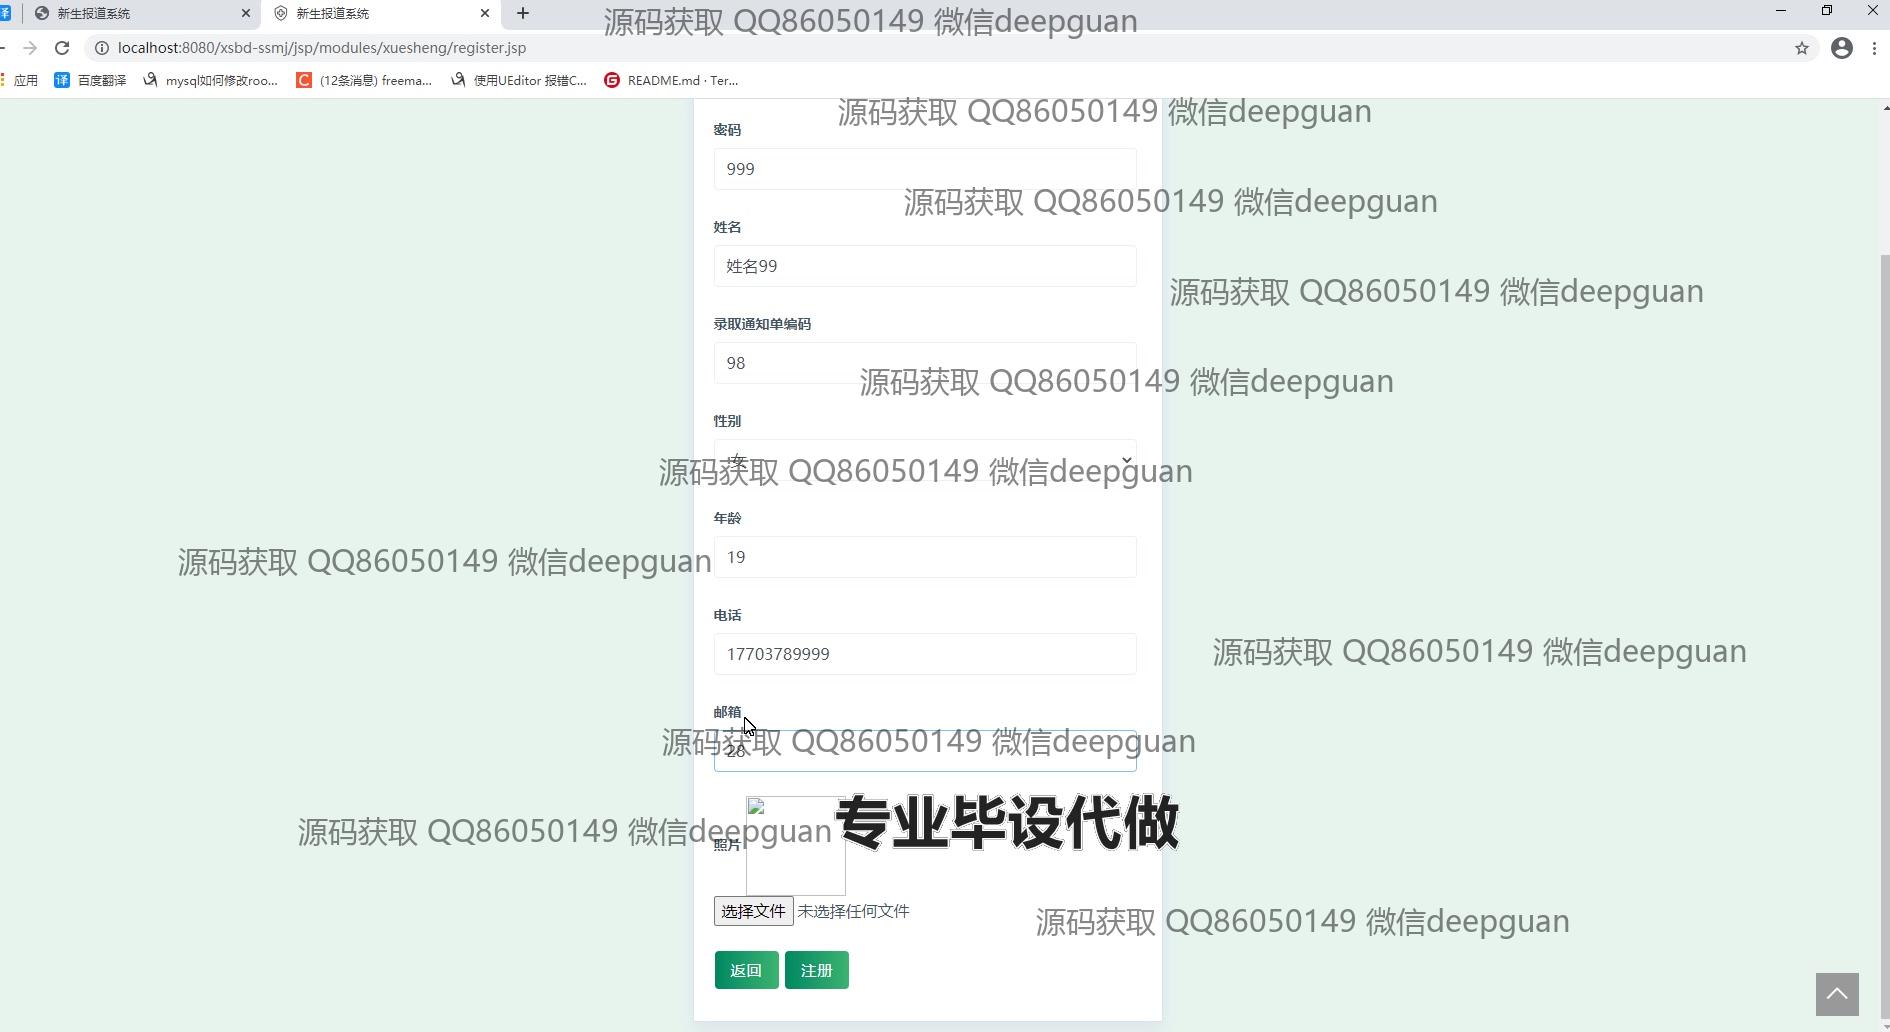 新生报道系统
新生报道系统
源码获取 QQ86050149 微信deepguan
localhost:8080/xsbd-ssmj/jsp/modules/xuesheng/register.jsp
应用
译 百度翻译
mysql如何修改roo...
(12条消息) freema...
使用UEditor 报错C...
README.md · Ter...
源码获取 QQ86050149 微信deepguan
密码
999
源码获取 QQ86050149 微信deepguan
姓名
姓名99
源码获取 QQ86050149 微信deepguan
录取通知单编码
98
源码获取 QQ86050149 微信deepguan
性别
女
源码获取 QQ86050149 微信deepguan
年龄
19
源码获取 QQ86050149 微信deepguan
电话
17703789999
源码获取 QQ86050149 微信deepguan
邮箱
28
源码获取 QQ86050149 微信deepguan
专业毕设代做
源码获取 QQ86050149 微信deepguan
照片
选择文件 未选择任何文件
源码获取 QQ86050149 微信deepguan
返回 注册